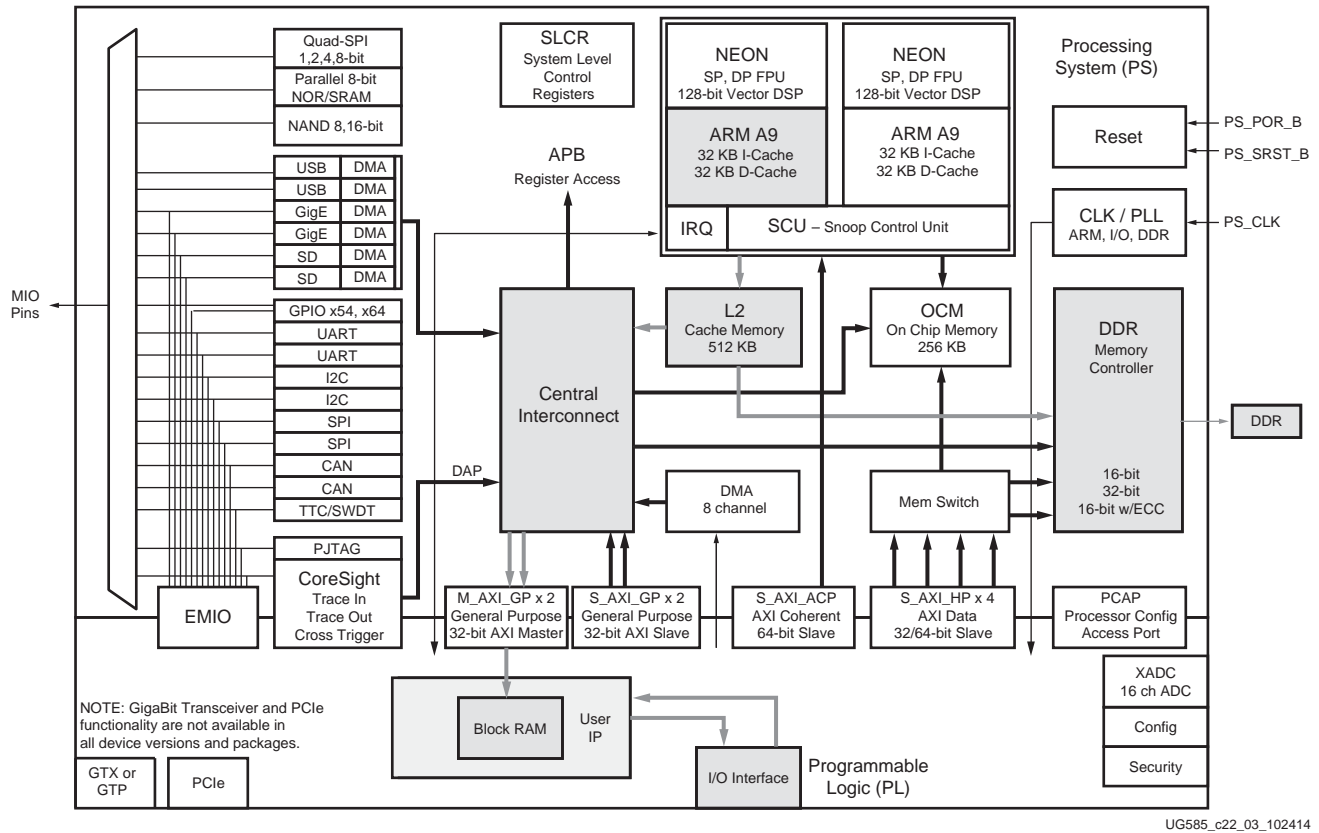 Quad-SPI
1,2,4,8-bit
Parallel 8-bit
NOR/SRAM
NAND 8,16-bit
SLCR
System Level
Control
Registers
NEON
SP, DP FPU
128-bit Vector DSP
NEON
SP, DP FPU
128-bit Vector DSP
Processing
System (PS)
ARM A9
32 KB I-Cache
32 KB D-Cache
ARM A9
32 KB I-Cache
32 KB D-Cache
Reset
PS_POR_B
PS_SRST_B
APB
Register Access
USB DMA
USB DMA
GigE DMA
GigE DMA
SD DMA
SD DMA
IRQ
SCU – Snoop Control Unit
CLK / PLL
ARM, I/O, DDR
PS_CLK
MIO
Pins
GPIO x54, x64
UART
UART
I2C
I2C
SPI
SPI
CAN
CAN
TTC/SWDT
L2
Cache Memory
512 KB
OCM
On Chip Memory
256 KB
DDR
Memory
Controller
16-bit
32-bit
16-bit w/ECC
DDR
Central
Interconnect
DAP
DMA
8 channel
Mem Switch
PJTAG
CoreSight
Trace In
Trace Out
Cross Trigger
EMIO
M_AXI_GP x 2
General Purpose
32-bit AXI Master
S_AXI_GP x 2
General Purpose
32-bit AXI Slave
S_AXI_ACP
AXI Coherent
64-bit Slave
S_AXI_HP x 4
AXI Data
32/64-bit Slave
PCAP
Processor Config
Access Port
XADC
16 ch ADC
Config
Security
NOTE: GigaBit Transceiver and PCIe
functionality are not available in
all device versions and packages.
Block RAM
User
IP
GTX or
GTP
PCIe
I/O Interface
Programmable
Logic (PL)
UG585_c22_03_102414